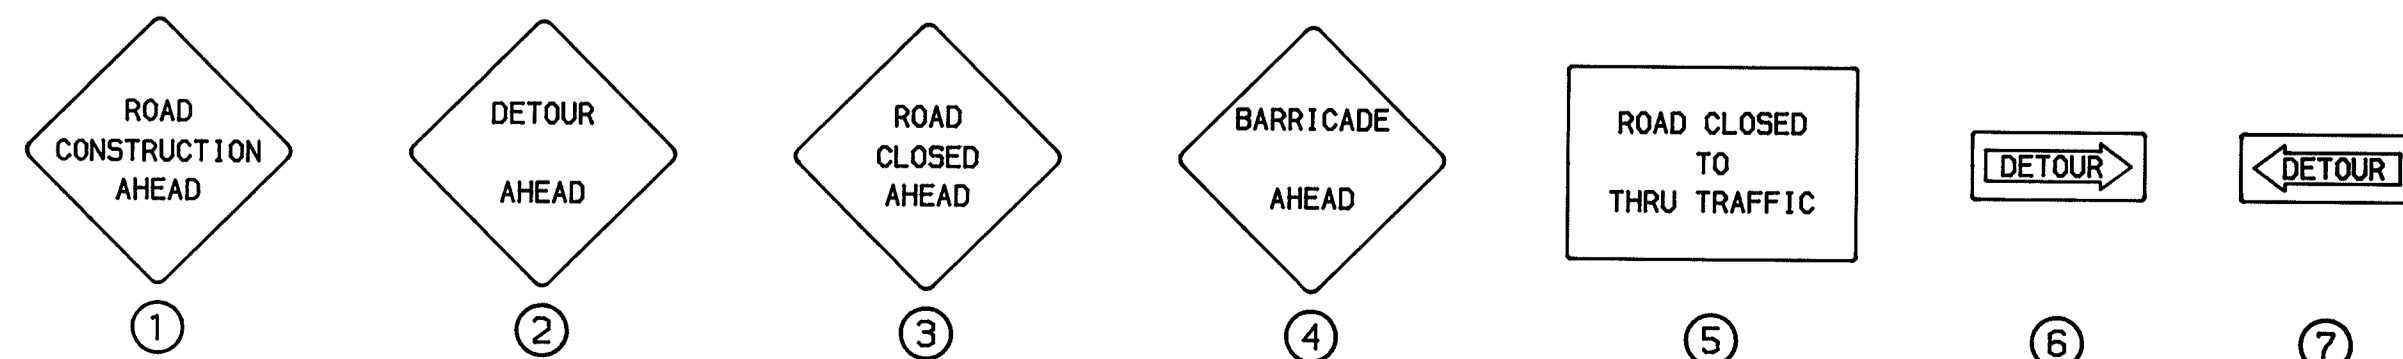 ROAD
CONSTRUCTION
AHEAD
1
DETOUR
AHEAD
2
ROAD
CLOSED
AHEAD
3
BARRICADE
AHEAD
4
ROAD CLOSED
TO
THRU TRAFFIC
5
DETOUR
6
DETOUR
7